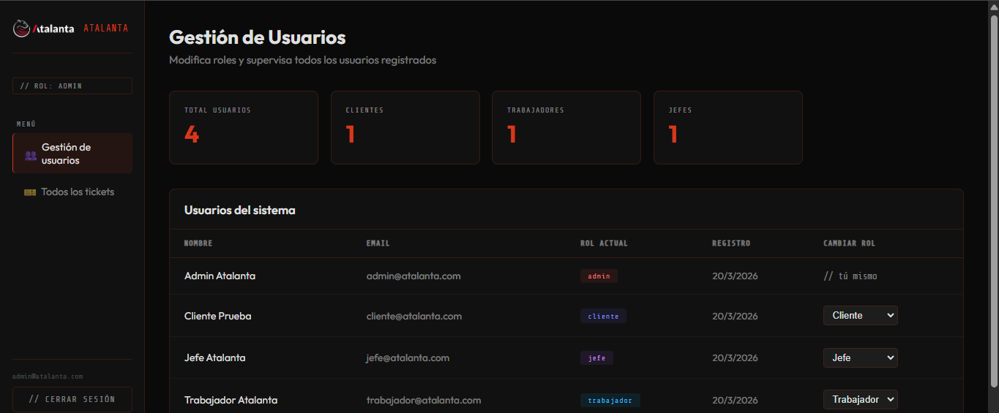 Atalanta ATALANTA
// ROL: ADMIN
MENÚ
Gestión de
usuarios
Todos los tickets
admin@atalanta.com
// CERRAR SESIÓN
Gestión de Usuarios
Modifica roles y supervisa todos los usuarios registrados
TOTAL USUARIOS
4
CLIENTES
1
TRABAJADORES
1
JEFES
1
Usuarios del sistema
NOMBRE EMAIL ROL ACTUAL REGISTRO CAMBIAR ROL
Admin Atalanta admin@atalanta.com admin 20/3/2026 // tú mismo
Cliente Prueba cliente@atalanta.com cliente 20/3/2026 Cliente
Jefe Atalanta jefe@atalanta.com jefe 20/3/2026 Jefe
Trabajador Atalanta trabajador@atalanta.com trabajador 20/3/2026 Trabajador